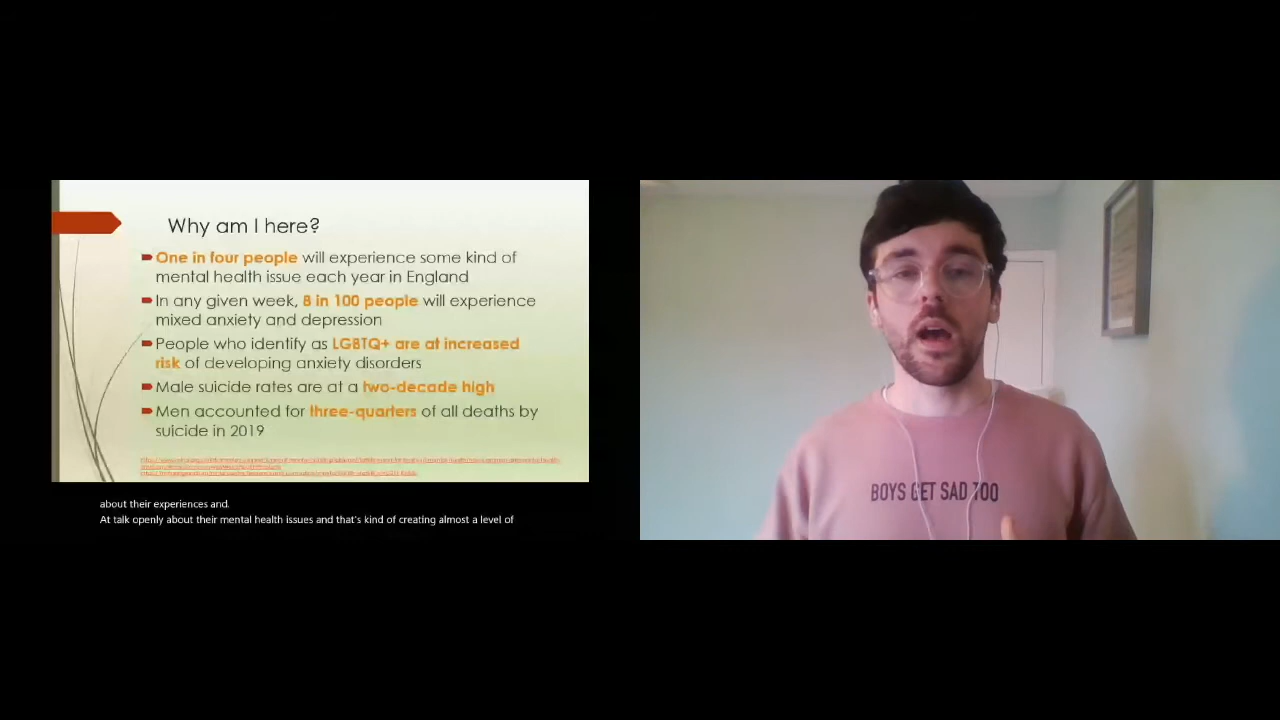 Why am I here?
One in four people will experience some kind of
mental health issue each year in England
In any given week, 8 in 100 people will experience
mixed anxiety and depression
People who identify as LGBTQ+ are at increased
risk of developing anxiety disorders
Male suicide rates are at a two-decade high
Men accounted for three-quarters of all deaths by
suicide in 2019
about their experiences and.
At talk openly about their mental health issues and that's kind of creating almost a level of
BOYS GET SAD TOO